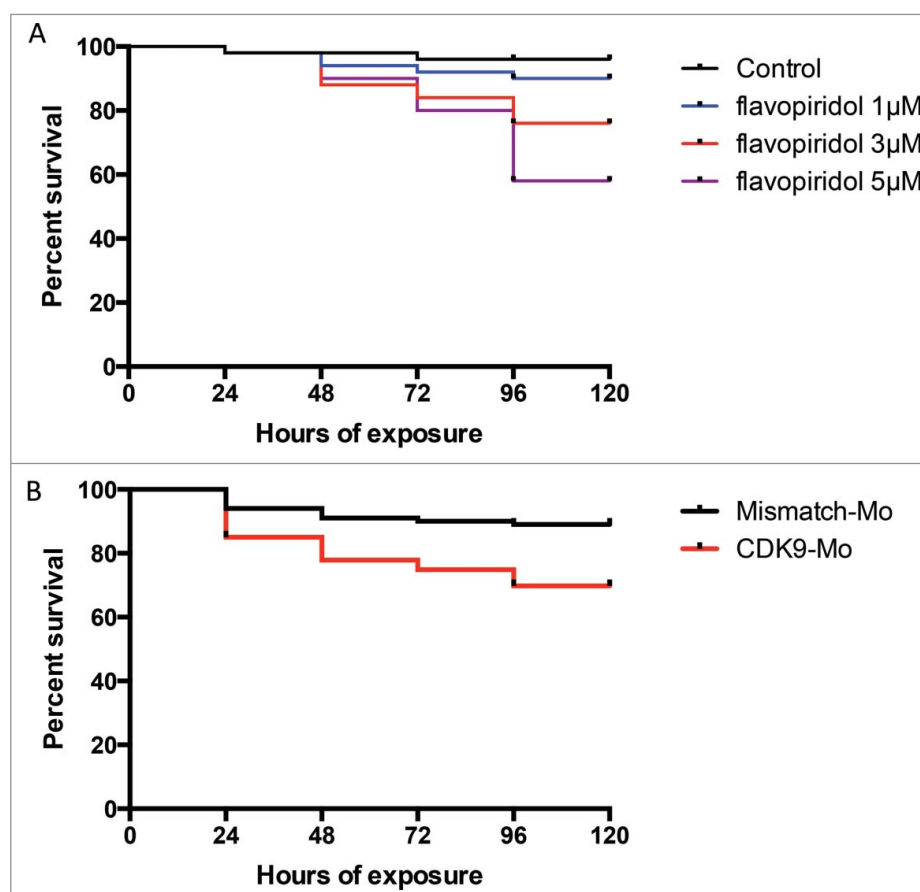 A
100
80
60
40
20
0
Percent survival
0 24 48 72 96 120
Hours of exposure
Control
flavopiridol 1µM
flavopiridol 3µM
flavopiridol 5µM
B
100
80
60
40
20
0
Percent survival
0 24 48 72 96 120
Hours of exposure
Mismatch-Mo
CDK9-Mo